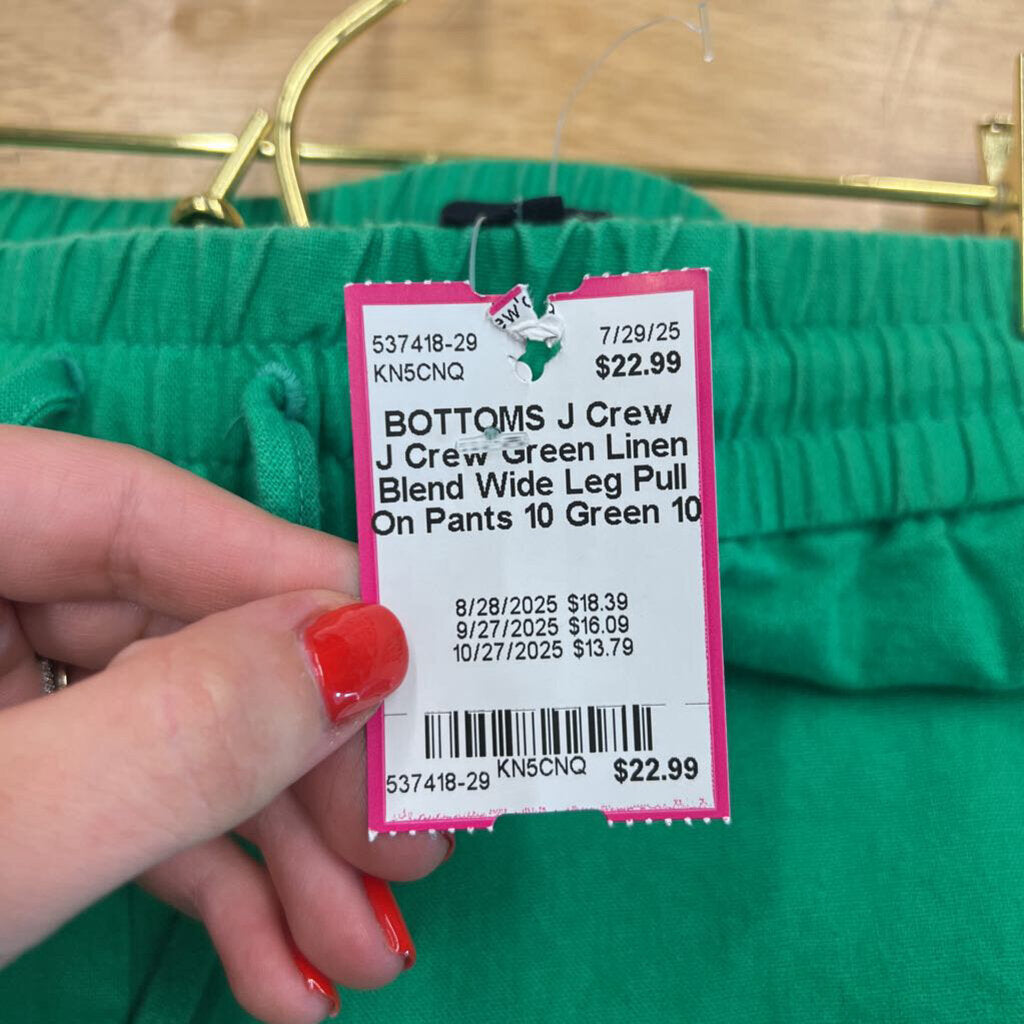 537418-29
7/29/25
KN5CNQ
$22.99
BOTTOMS J Crew
J Crew Green Linen
Blend Wide Leg Pull
On Pants 10 Green 10
8/28/2025 $18.39
9/27/2025 $16.09
10/27/2025 $13.79
537418-29 KN5CNQ $22.99